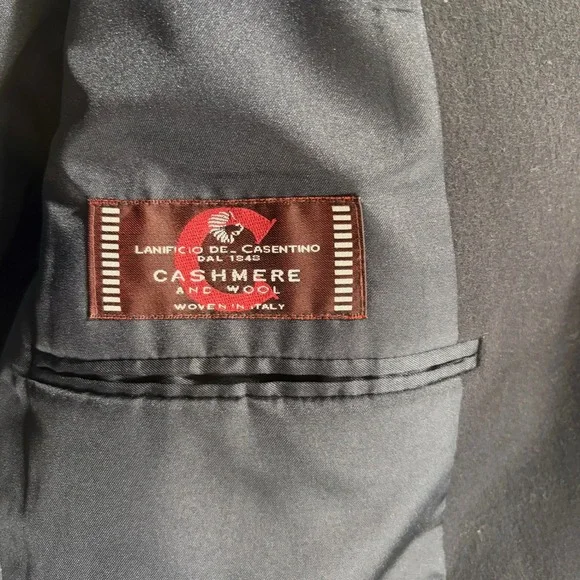 C
LANIFICIO DEL CASENTINO
DAL 1848
CASHMERE
AND WOOL
WOVEN IN ITALY